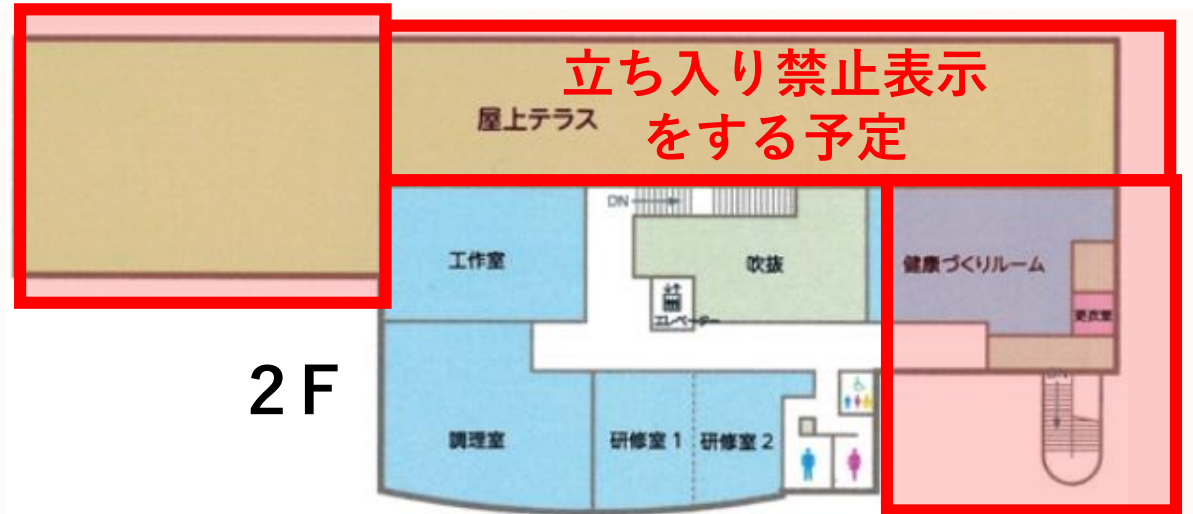 立ち入り禁止表示
をする予定
屋上テラス
DN
工作室
吹抜
健康づくりルーム
エレベーター
更衣室
2F
DN
調理室
研修室1
研修室2